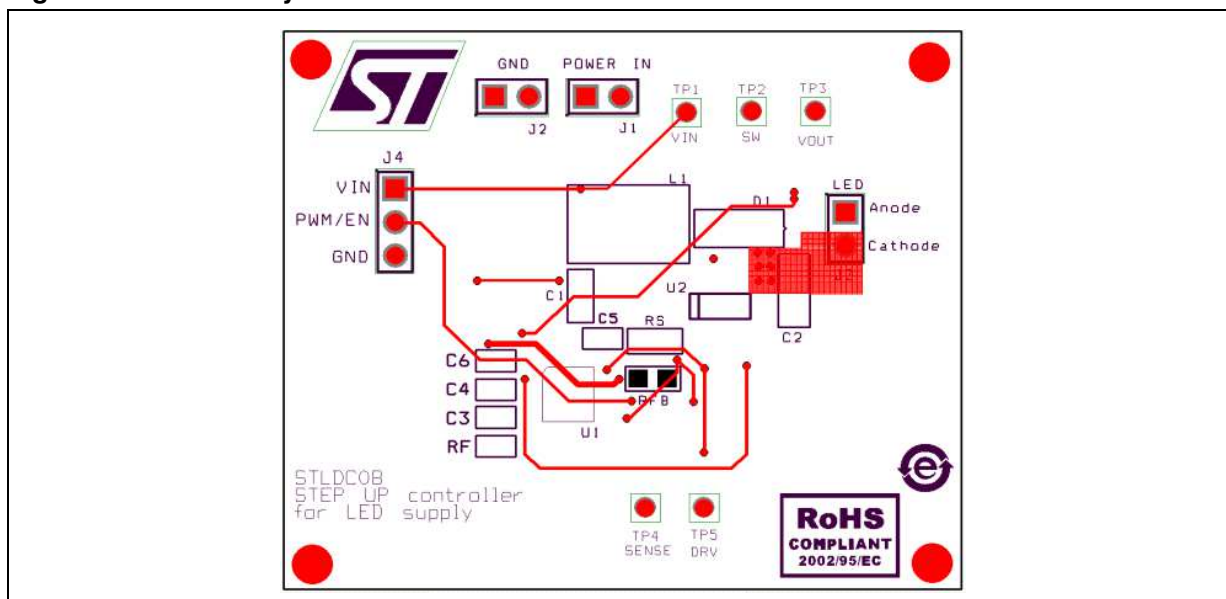 ST
GND POWER IN
J2 J1
TP1 TP2 TP3
VIN SW VOUT
J4
VIN
PWM/EN
GND
L1
D1
LED
Anode
Cathode
C1
U2
C2
C5 RS
C6
C4
C3
RF
RFB
U1
STLDC08
STEP UP controller
for LED supply
TP4 TP5
SENSE DRV
e
RoHS
COMPLIANT
2002/95/EC